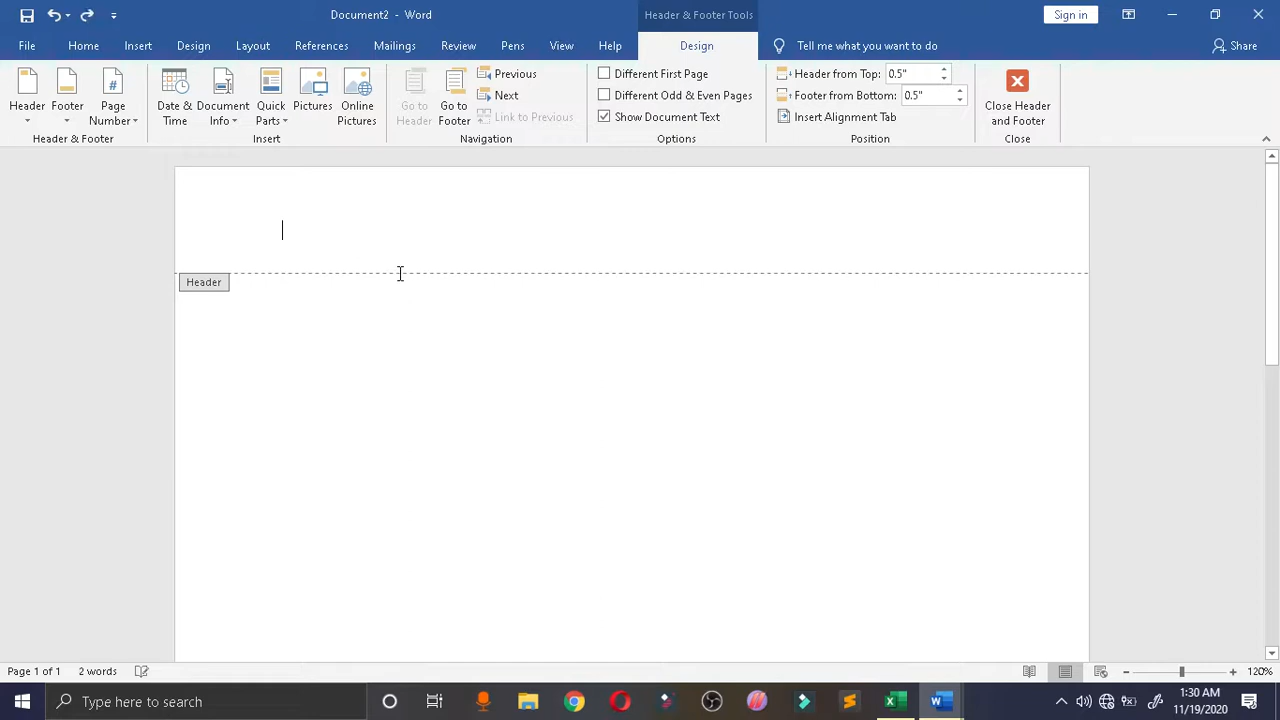 Document2 - Word
Header & Footer Tools
Sign in
File Home Insert Design Layout References Mailings Review Pens View Help Design Tell me what you want to do Share
Header Footer Page Number
Header & Footer
Date & Time Document Info Quick Parts Pictures Online Pictures
Insert
Go to Header Go to Footer Previous
Next
Link to Previous
Navigation
Different First Page
Different Odd & Even Pages
Show Document Text
Options
Header from Top: 0.5"
Footer from Bottom: 0.5"
Insert Alignment Tab
Position
Close Header and Footer
Close
Header
Page 1 of 1 2 words 120%
Type here to search
1:30 AM
11/19/2020